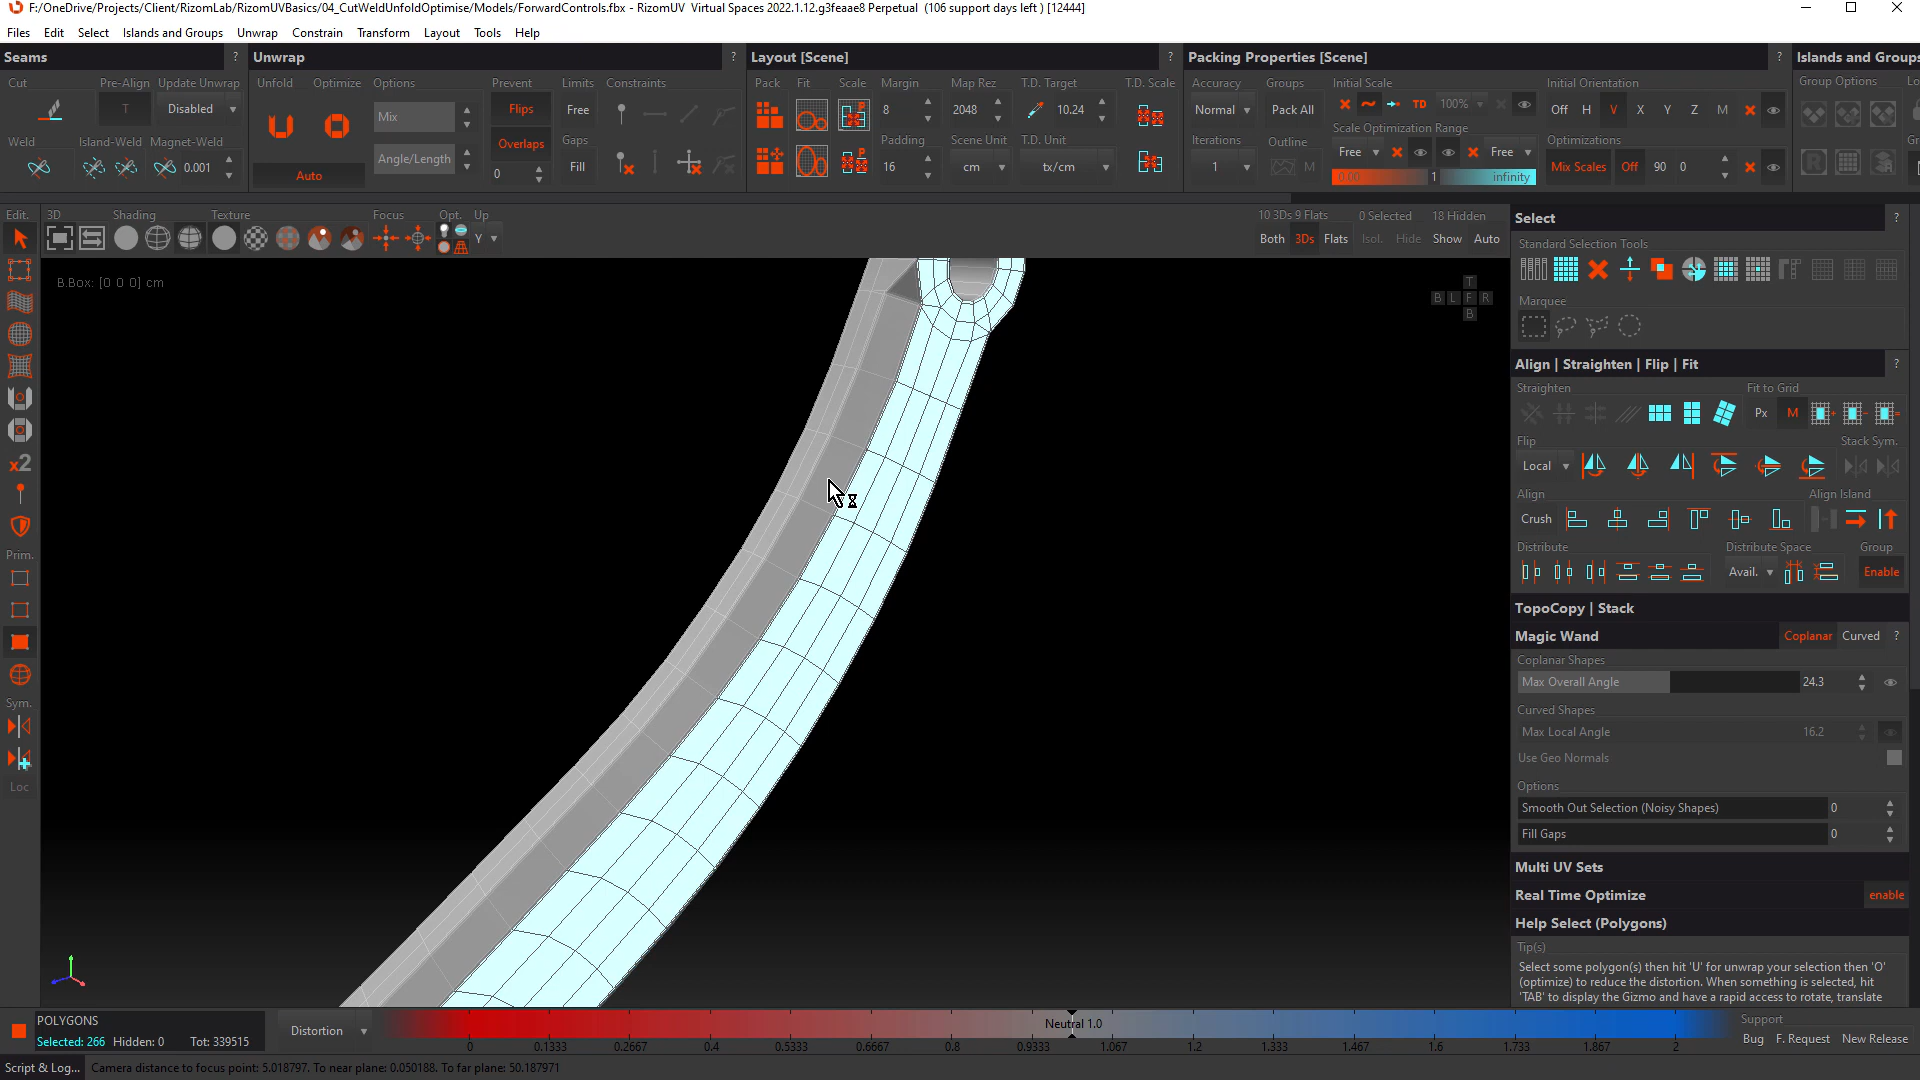 F:/OneDrive/Projects/Client/RizomLab/RizomUVBasics/04_CutWeldUnfoldOptimise/Models/ForwardControls.fbx - RizomUV Virtual Spaces 2022.1.12.g3feaae8 Perpetual (106 support days left ) [12444]
Files Edit Select Islands and Groups Unwrap Constrain Transform Layout Tools Help
Seams ? Unwrap ? Layout [Scene] ? Packing Properties [Scene] ? Islands and Groups
Cut Pre-Align Update Unwrap Unfold Optimize Options Prevent Limits Constraints Pack Fit Scale Margin Map Rez T.D. Target T.D. Scale Accuracy Groups Initial Scale Initial Orientation Group Options Lo
T Disabled Mix Flips Free 8 2048 10.24 Normal Pack All TD 100% Off H V X Y Z M
Weld Island-Weld Magnet-Weld Overlaps Gaps Padding Scene Unit T.D. Unit Iterations Outline Scale Optimization Range Optimizations
0.001 Auto Angle/Length 0 Fill 16 cm tx/cm 1 M Free Free Mix Scales Off 90 0
0.00 1 infinity
Edit. 3D Shading Texture Focus Opt. Up 10 3Ds 9 Flats 0 Selected 18 Hidden
Y Both 3Ds Flats Isol. Hide Show Auto
B.Box: [0 0 0] cm
T
B L F R
B
x2
Prim.
Sym.
Loc
Select ?
Standard Selection Tools
Marquee
Align | Straighten | Flip | Fit ?
Straighten Fit to Grid
Px M
Flip Stack Sym.
Local
Align Align Island
Crush
Distribute Distribute Space Group
Avail. Enable
TopoCopy | Stack
Magic Wand Coplanar Curved ?
Coplanar Shapes
Max Overall Angle 24.3
Curved Shapes
Max Local Angle 16.2
Use Geo Normals
Options
Smooth Out Selection (Noisy Shapes) 0
Fill Gaps 0
Multi UV Sets
Real Time Optimize enable
Help Select (Polygons)
Tip(s)
Select some polygon(s) then hit 'U' for unwrap your selection then 'O'
(optimize) to reduce the distortion. When something is selected, hit
'TAB' to display the Gizmo and have a rapid access to rotate, translate
POLYGONS
Selected: 266 Hidden: 0 Tot: 339515
Distortion
Neutral 1.0
0 0.1333 0.2667 0.4 0.5333 0.6667 0.8 0.9333 1.067 1.2 1.333 1.467 1.6 1.733 1.867 2
Support
Bug F. Request New Release
Script & Log... Camera distance to focus point: 5.018797. To near plane: 0.050188. To far plane: 50.187971